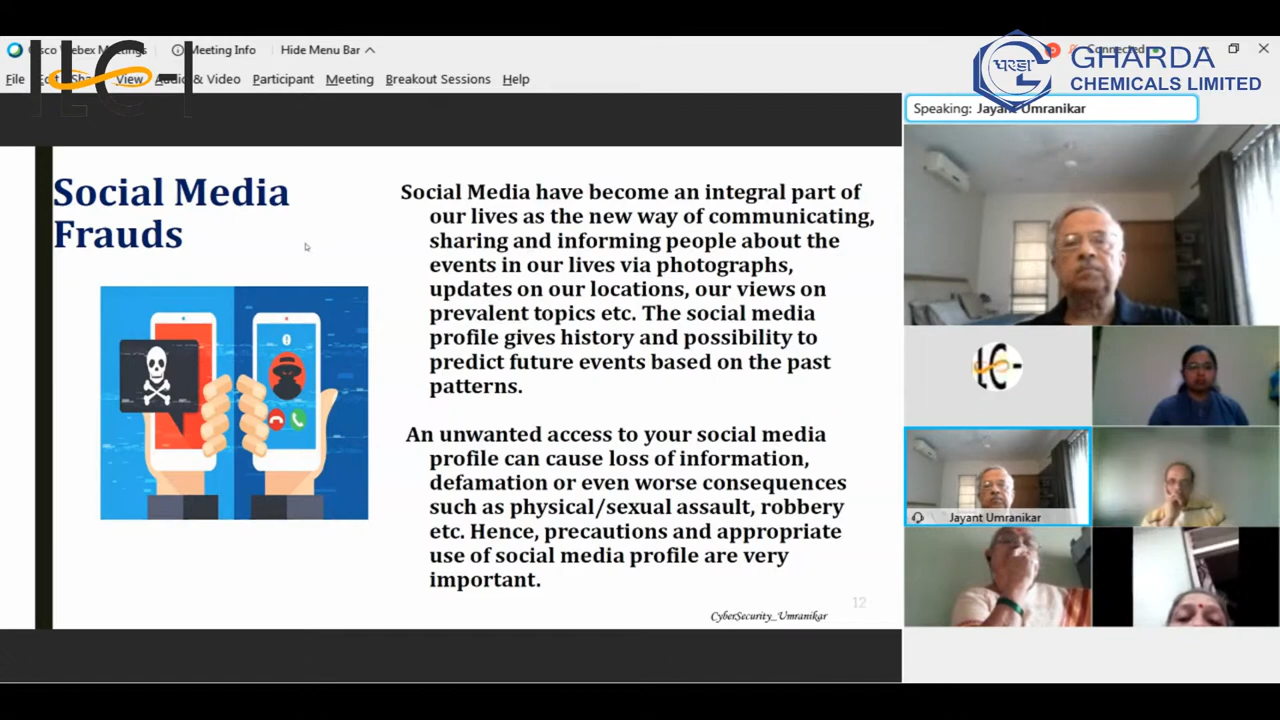 Cisco Webex Meetings
Meeting Info
Hide Menu Bar
File
View
Audio & Video
Participant
Meeting
Breakout Sessions
Help
Connected
ILC-I
घरडा
GHARDA
CHEMICALS LIMITED
Speaking: Jayant Umranikar
Social Media
Frauds
Social Media have become an integral part of
our lives as the new way of communicating,
sharing and informing people about the
events in our lives via photographs,
updates on our locations, our views on
prevalent topics etc. The social media
profile gives history and possibility to
predict future events based on the past
patterns.
An unwanted access to your social media
profile can cause loss of information,
defamation or even worse consequences
such as physical/sexual assault, robbery
etc. Hence, precautions and appropriate
use of social media profile are very
important.
12
CyberSecurity_Umranikar
Jayant Umranikar